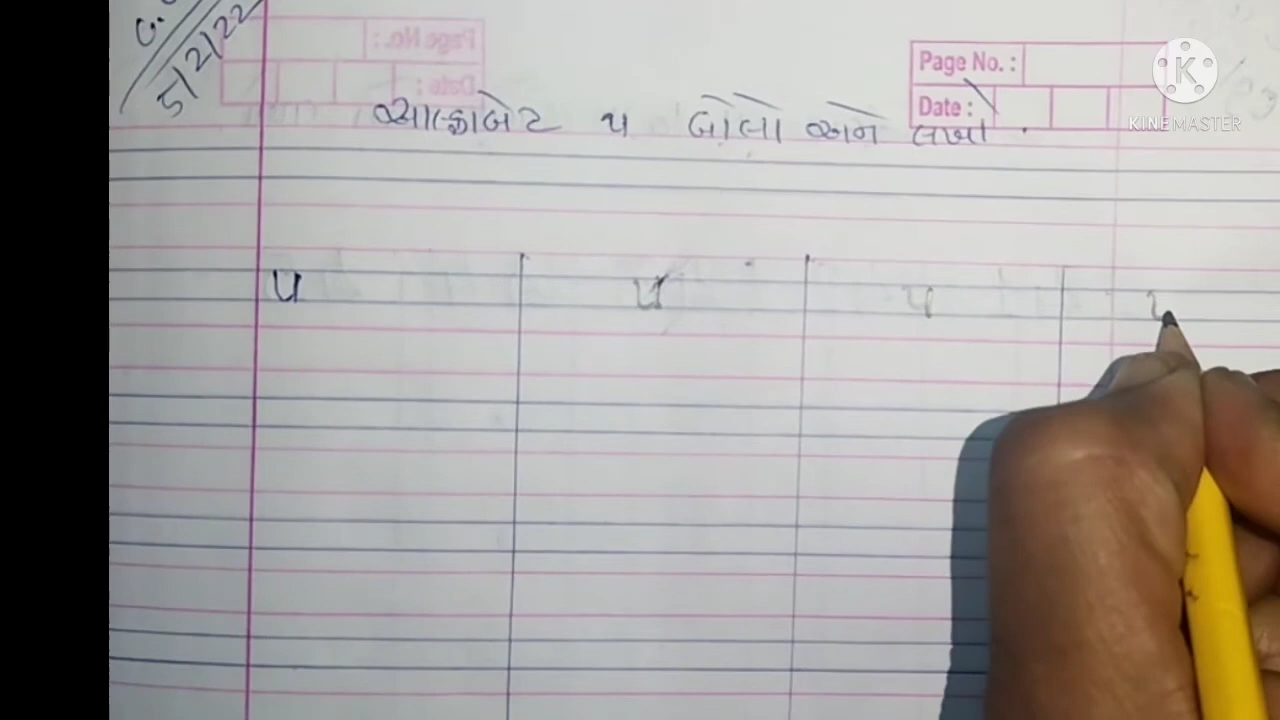 5/2/22
Page No. :
Date :
Page No. :
Date :
KINEMASTER
આલ્ફાબેટ પ બોલો અને લખો .
પ પ પ